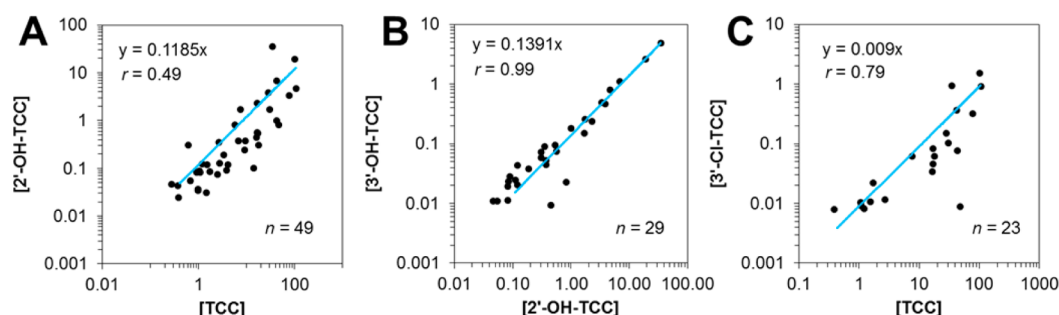 A
y = 0.1185x
r = 0.49
n = 49
100
10
1
0.1
0.01
0.001
0.01
1
100
[2'-OH-TCC]
[TCC]
B
y = 0.1391x
r = 0.99
n = 29
10
1
0.1
0.01
0.001
0.01
0.10
1.00
10.00
100.00
[3'-OH-TCC]
[2'-OH-TCC]
C
y = 0.009x
r = 0.79
n = 23
10
1
0.1
0.01
0.001
0.1
1
10
100
1000
[3'-Cl-TCC]
[TCC]